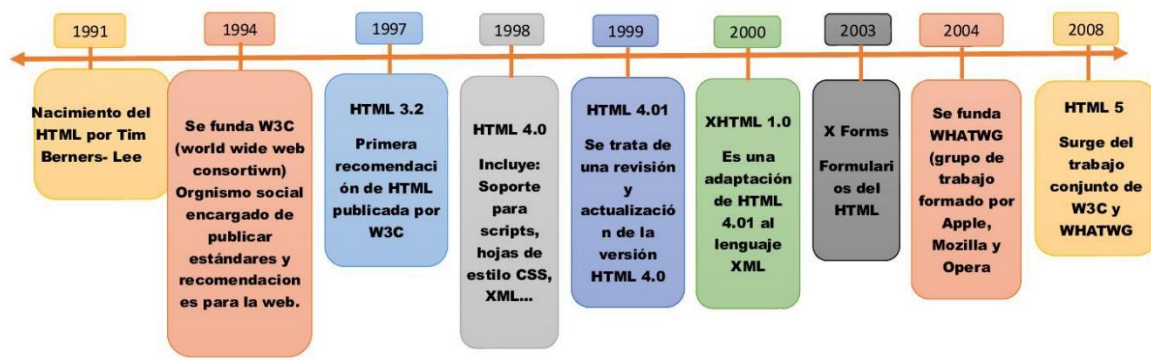 1991
1994
1997
1998
1999
2000
2003
2004
2008
Nacimiento del
HTML por Tim
Berners- Lee
Se funda W3C
(world wide web
consortiwn)
Orgnismo social
encargado de
publicar
estándares y
recomendacion
es para la web.
HTML 3.2
Primera
recomendaci
ón de HTML
publicada por
W3C
HTML 4.0
Incluye:
Soporte
para
scripts,
hojas de
estilo CSS,
XML...
HTML 4.01
Se trata de
una revisión
y
actualizació
n de la
versión
HTML 4.0
XHTML 1.0
Es una
adaptación
de HTML
4.01 al
lenguaje
XML
X Forms
Formulari
os del
HTML
Se funda
WHATWG
(grupo de
trabajo
formado por
Apple,
Mozilla y
Opera
HTML 5
Surge del
trabajo
conjunto de
W3C y
WHATWG